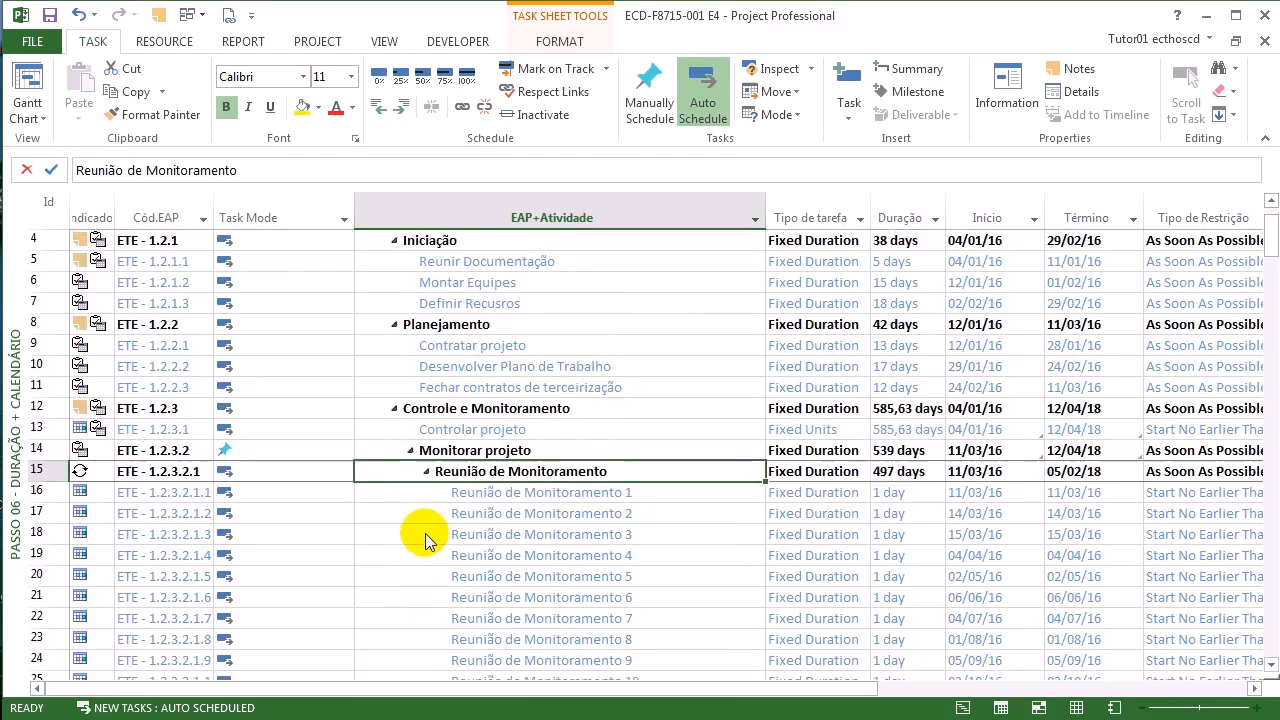 TASK SHEET TOOLS
ECD-F8715-001 E4 - Project Professional
FILE TASK RESOURCE REPORT PROJECT VIEW DEVELOPER FORMAT
Tutor01 ecthoscd
Gantt Chart
View
Paste
Cut
Copy
Format Painter
Clipboard
Calibri 11
B I U A
Font
0% 25% 50% 75% 100%
Mark on Track
Respect Links
Inactivate
Schedule
Manually Schedule
Auto Schedule
Inspect
Move
Mode
Tasks
Task
Summary
Milestone
Deliverable
Insert
Information
Notes
Details
Add to Timeline
Properties
Scroll to Task
Editing
Reunião de Monitoramento
Id ndicado Cód.EAP Task Mode EAP+Atividade Tipo de tarefa Duração Início Término Tipo de Restrição
4 ETE - 1.2.1 Iniciação Fixed Duration 38 days 04/01/16 29/02/16 As Soon As Possible
5 ETE - 1.2.1.1 Reunir Documentação Fixed Duration 5 days 04/01/16 11/01/16 As Soon As Possible
6 ETE - 1.2.1.2 Montar Equipes Fixed Duration 15 days 12/01/16 01/02/16 As Soon As Possible
7 ETE - 1.2.1.3 Definir Recusros Fixed Duration 18 days 02/02/16 29/02/16 As Soon As Possible
8 ETE - 1.2.2 Planejamento Fixed Duration 42 days 12/01/16 11/03/16 As Soon As Possible
9 ETE - 1.2.2.1 Contratar projeto Fixed Duration 13 days 12/01/16 28/01/16 As Soon As Possible
10 ETE - 1.2.2.2 Desenvolver Plano de Trabalho Fixed Duration 17 days 29/01/16 24/02/16 As Soon As Possible
11 ETE - 1.2.2.3 Fechar contratos de terceirização Fixed Duration 12 days 24/02/16 11/03/16 As Soon As Possible
12 ETE - 1.2.3 Controle e Monitoramento Fixed Duration 585,63 days 04/01/16 12/04/18 As Soon As Possible
13 ETE - 1.2.3.1 Controlar projeto Fixed Units 585,63 days 04/01/16 12/04/18 Start No Earlier Tha
14 ETE - 1.2.3.2 Monitorar projeto Fixed Duration 539 days 11/03/16 12/04/18 As Soon As Possible
15 ETE - 1.2.3.2.1 Reunião de Monitoramento Fixed Duration 497 days 11/03/16 05/02/18 As Soon As Possible
16 ETE - 1.2.3.2.1.1 Reunião de Monitoramento 1 Fixed Duration 1 day 11/03/16 11/03/16 Start No Earlier Tha
17 ETE - 1.2.3.2.1.2 Reunião de Monitoramento 2 Fixed Duration 1 day 14/03/16 14/03/16 Start No Earlier Tha
18 ETE - 1.2.3.2.1.3 Reunião de Monitoramento 3 Fixed Duration 1 day 15/03/16 15/03/16 Start No Earlier Tha
19 ETE - 1.2.3.2.1.4 Reunião de Monitoramento 4 Fixed Duration 1 day 04/04/16 04/04/16 Start No Earlier Tha
20 ETE - 1.2.3.2.1.5 Reunião de Monitoramento 5 Fixed Duration 1 day 02/05/16 02/05/16 Start No Earlier Tha
21 ETE - 1.2.3.2.1.6 Reunião de Monitoramento 6 Fixed Duration 1 day 06/06/16 06/06/16 Start No Earlier Tha
22 ETE - 1.2.3.2.1.7 Reunião de Monitoramento 7 Fixed Duration 1 day 04/07/16 04/07/16 Start No Earlier Tha
23 ETE - 1.2.3.2.1.8 Reunião de Monitoramento 8 Fixed Duration 1 day 01/08/16 01/08/16 Start No Earlier Tha
24 ETE - 1.2.3.2.1.9 Reunião de Monitoramento 9 Fixed Duration 1 day 05/09/16 05/09/16 Start No Earlier Tha
PASSO 06 - DURAÇÃO + CALENDÁRIO
READY NEW TASKS : AUTO SCHEDULED